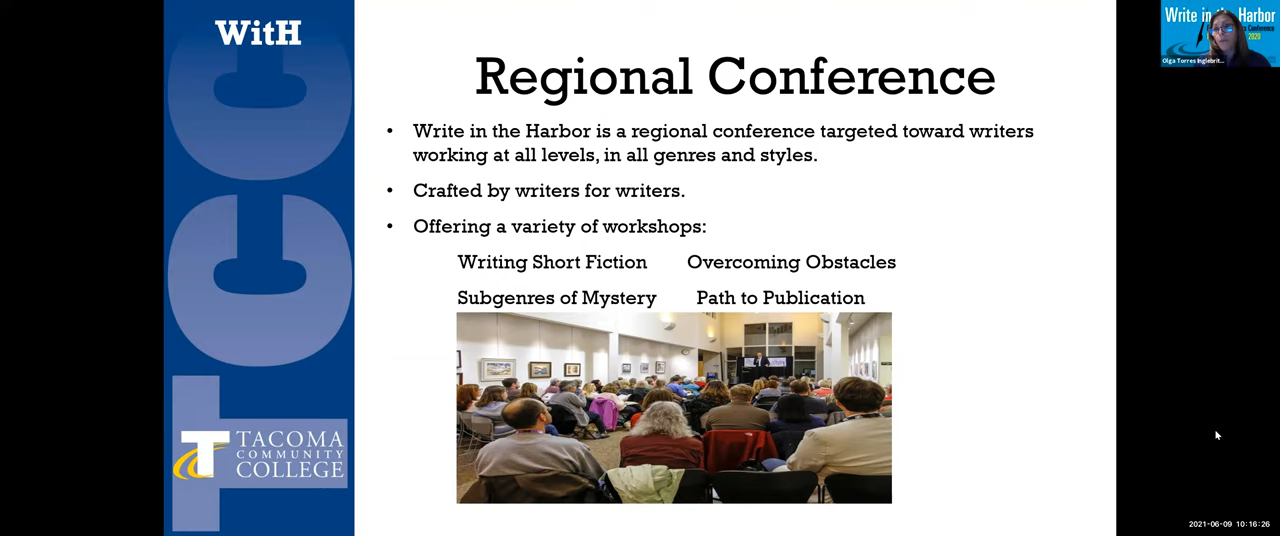 WitH
Regional Conference
• Write in the Harbor is a regional conference targeted toward writers
working at all levels, in all genres and styles.
• Crafted by writers for writers.
• Offering a variety of workshops:
Writing Short Fiction Overcoming Obstacles
Subgenres of Mystery Path to Publication
TCC
T TACOMA
COMMUNITY
COLLEGE
Write in the Harbor
2020
Olga Torres Inglebrit...
2021-06-09 10:16:26